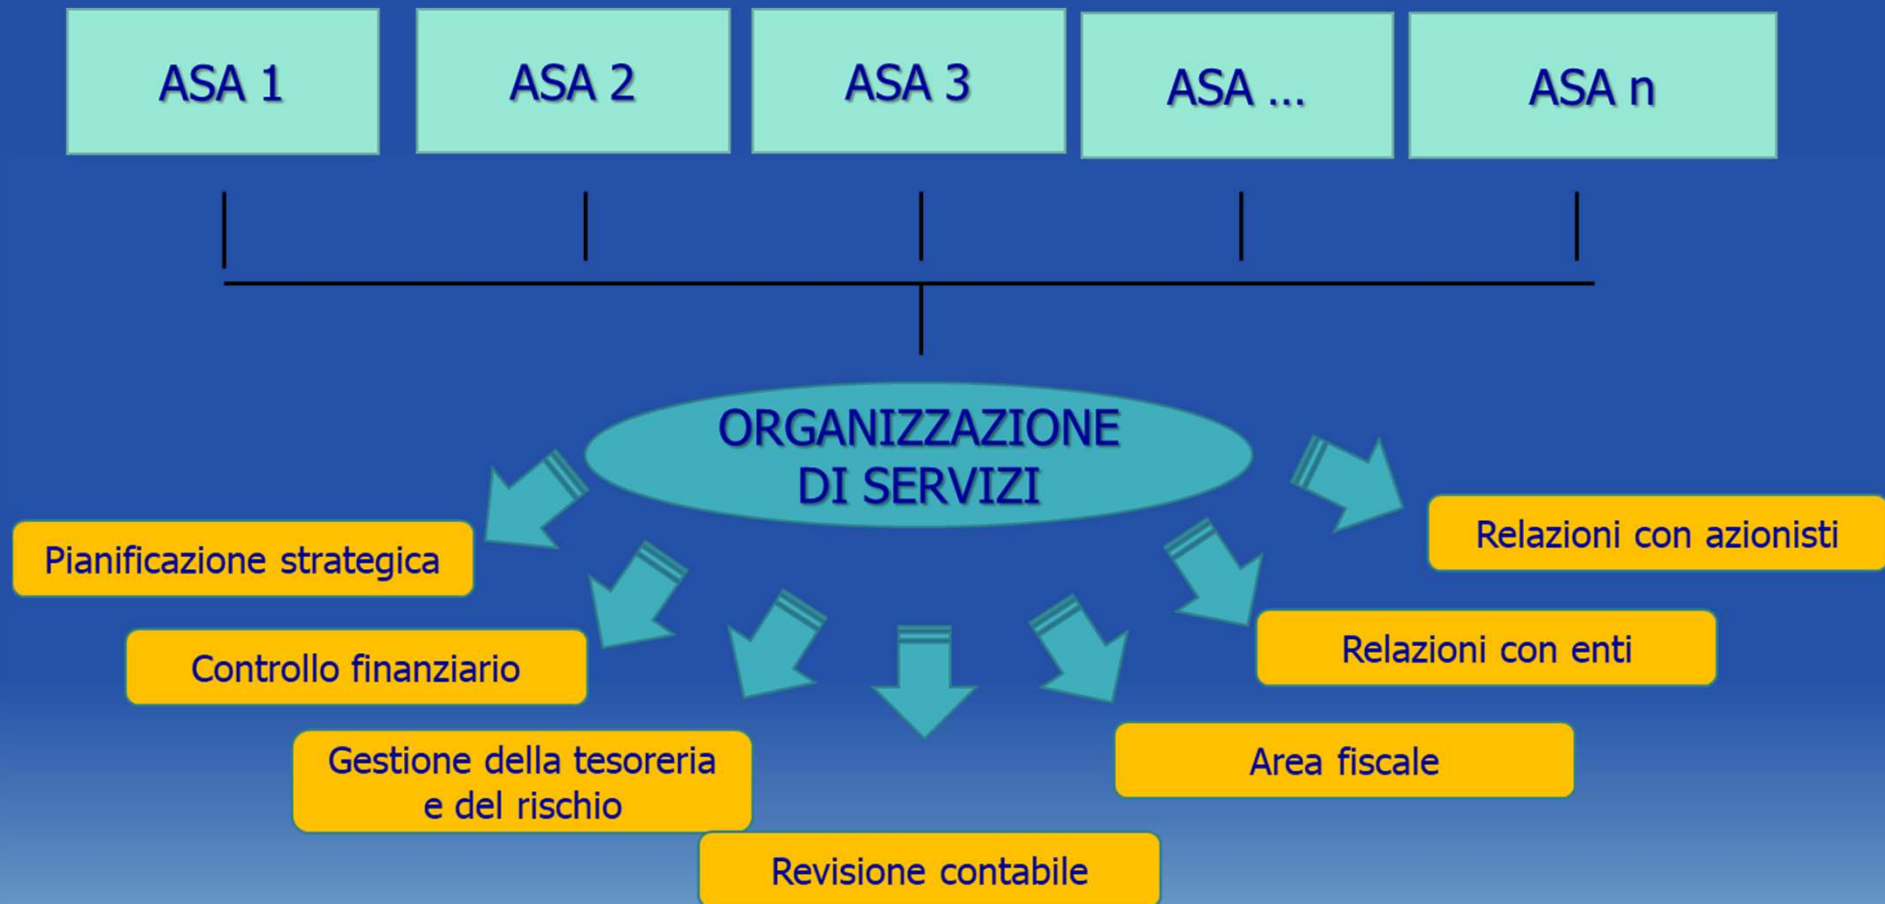 ASA 1
ASA 2
ASA 3
ASA ...
ASA n
ORGANIZZAZIONE
DI SERVIZI
Pianificazione strategica
Controllo finanziario
Gestione della tesoreria
e del rischio
Revisione contabile
Area fiscale
Relazioni con enti
Relazioni con azionisti